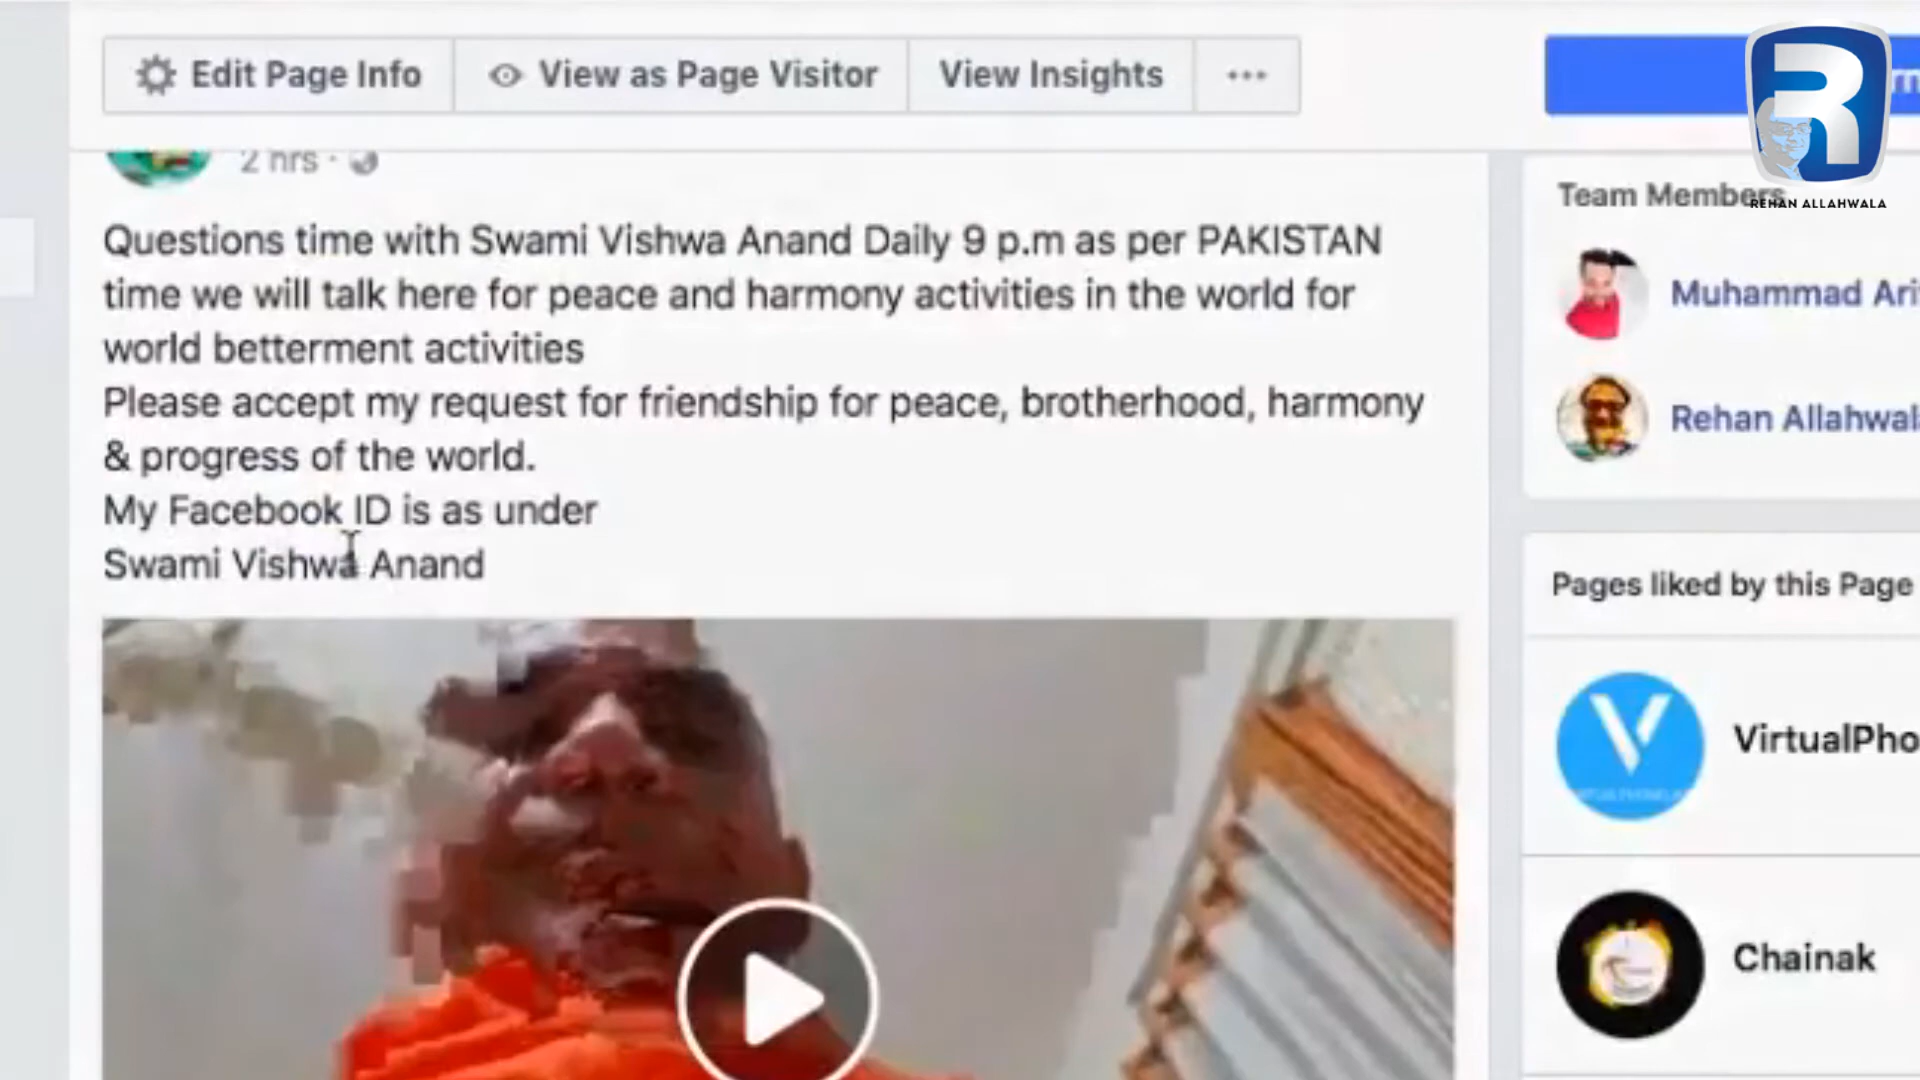 Edit Page Info
View as Page Visitor
View Insights
REHAN ALLAHWALA
2 hrs
Questions time with Swami Vishwa Anand Daily 9 p.m as per PAKISTAN
time we will talk here for peace and harmony activities in the world for
world betterment activities
Please accept my request for friendship for peace, brotherhood, harmony
& progress of the world.
My Facebook ID is as under
Swami Vishwa Anand
Team Members
Muhammad Ari
Rehan Allahwal
Pages liked by this Page
VirtualPho
Chainak